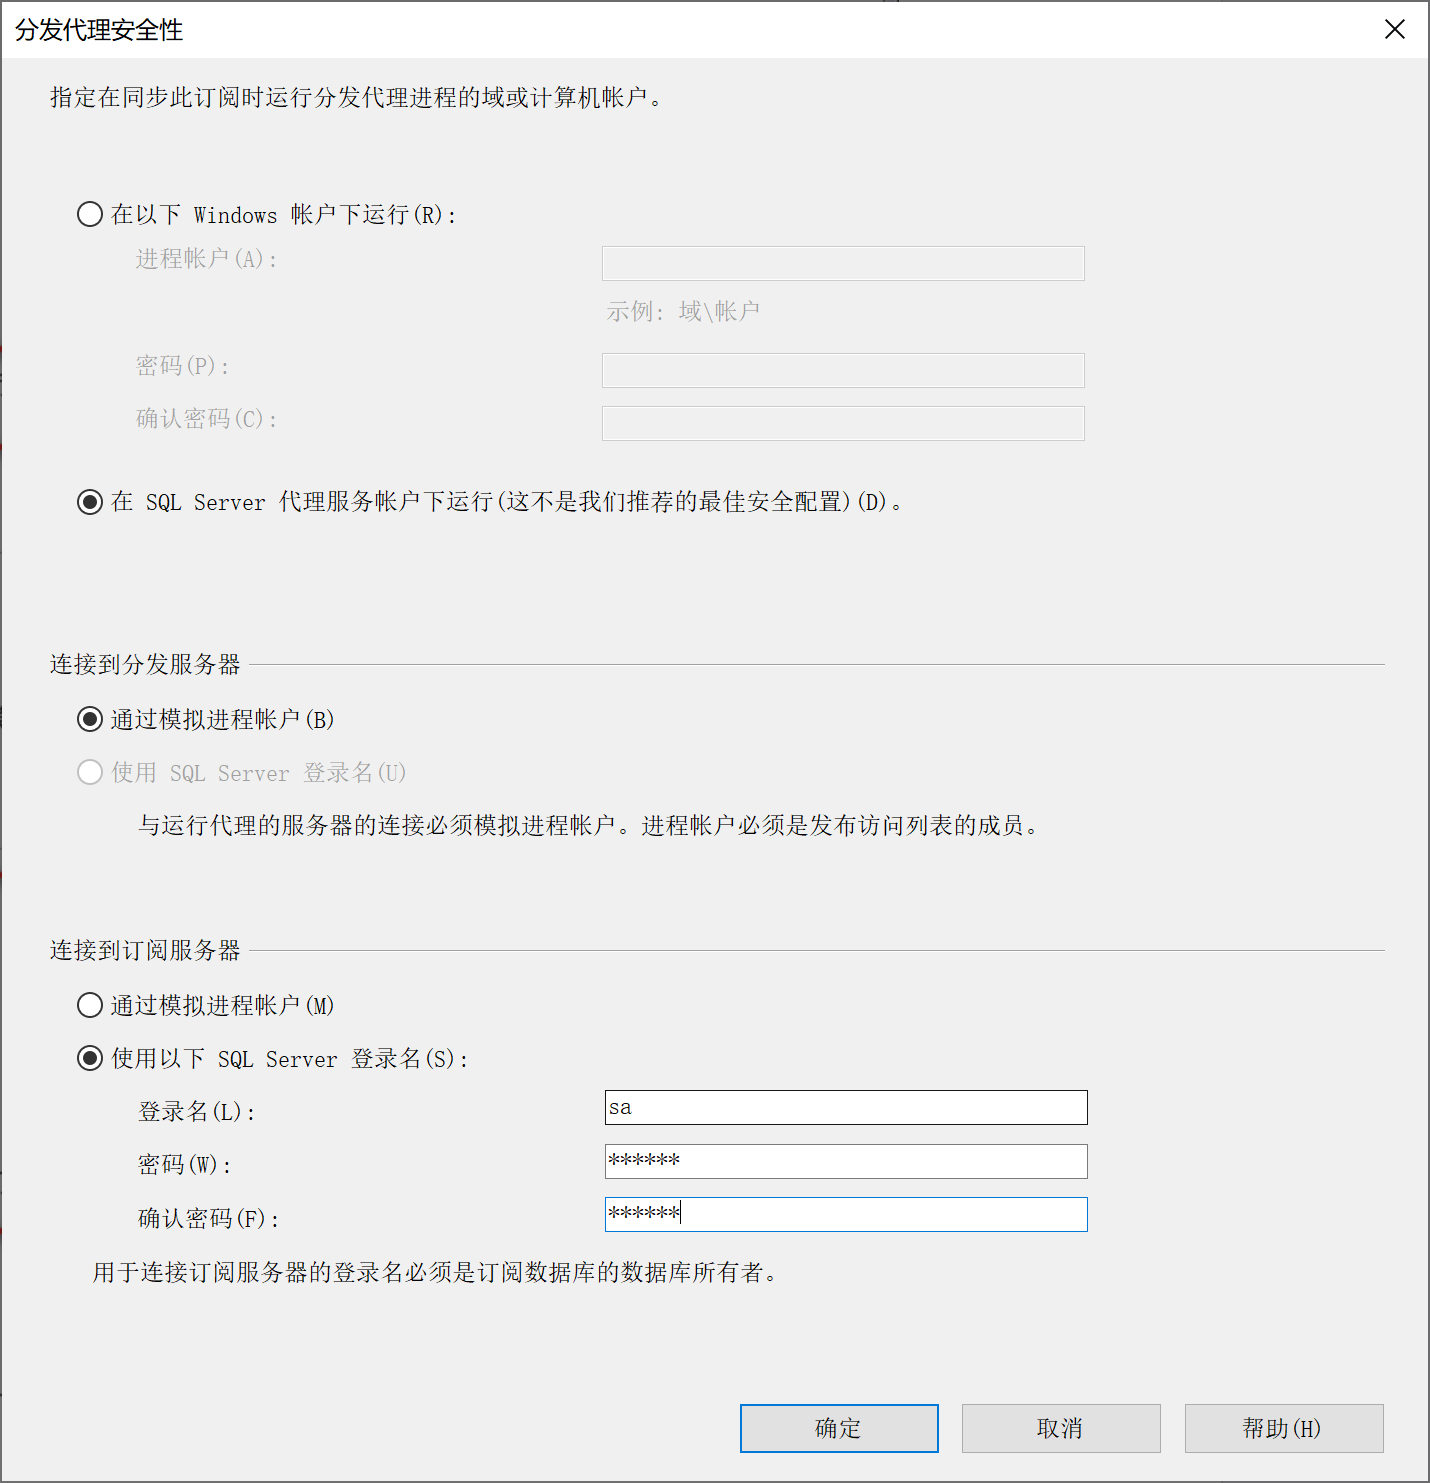 分发代理安全性
指定在同步此订阅时运行分发代理进程的域或计算机帐户。
在以下 Windows 帐户下运行(R):
进程帐户(A):
示例: 域\帐户
密码(P):
确认密码(C):
在 SQL Server 代理服务帐户下运行(这不是我们推荐的最佳安全配置)(D)。
连接到分发服务器
通过模拟进程帐户(B)
使用 SQL Server 登录名(U)
与运行代理的服务器的连接必须模拟进程帐户。进程帐户必须是发布访问列表的成员。
连接到订阅服务器
通过模拟进程帐户(M)
使用以下 SQL Server 登录名(S):
登录名(L):
sa
密码(W):
******
确认密码(F):
******
用于连接订阅服务器的登录名必须是订阅数据库的数据库所有者。
确定
取消
帮助(H)